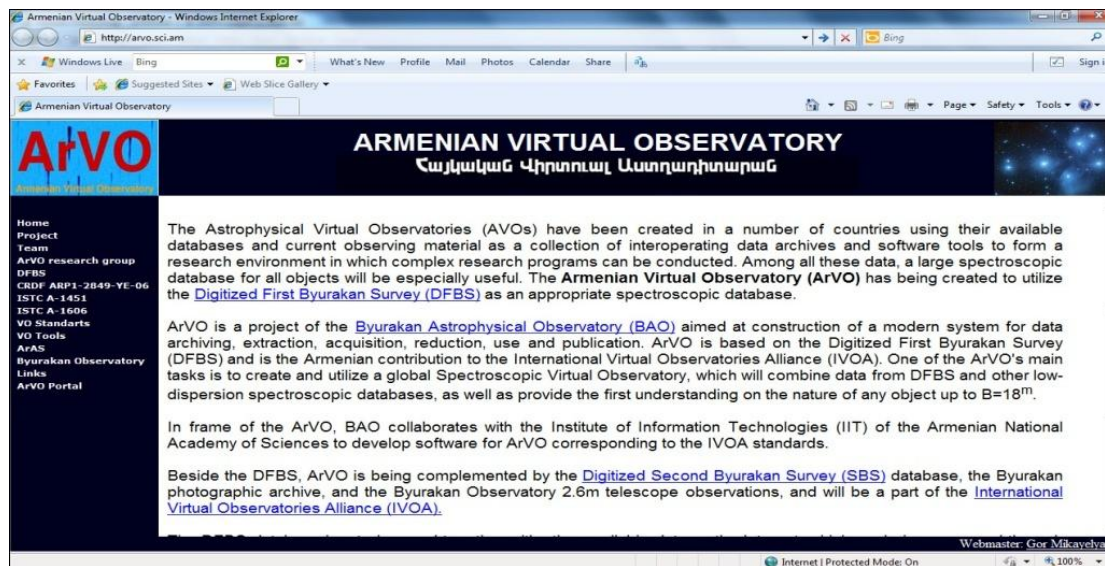 Armenian Virtual Observatory - Windows Internet Explorer
http://arvo.sci.am
Bing
Windows Live Bing What's New Profile Mail Photos Calendar Share Sign i
Favorites Suggested Sites Web Slice Gallery
Armenian Virtual Observatory Page Safety Tools
ArVO
Armenian Virtual Observatory
ARMENIAN VIRTUAL OBSERVATORY
Հայկական Վիրտուալ Աստղադիտարան
Home
Project
Team
ArVO research group
DFBS
CRDF ARP1-2849-YE-06
ISTC A-1451
ISTC A-1606
VO Standarts
VO Tools
ArAS
Byurakan Observatory
Links
ArVO Portal
The Astrophysical Virtual Observatories (AVOs) have been created in a number of countries using their available
databases and current observing material as a collection of interoperating data archives and software tools to form a
research environment in which complex research programs can be conducted. Among all these data, a large spectroscopic
database for all objects will be especially useful. The Armenian Virtual Observatory (ArVO) has being created to utilize
the Digitized First Byurakan Survey (DFBS) as an appropriate spectroscopic database.
ArVO is a project of the Byurakan Astrophysical Observatory (BAO) aimed at construction of a modern system for data
archiving, extraction, acquisition, reduction, use and publication. ArVO is based on the Digitized First Byurakan Survey
(DFBS) and is the Armenian contribution to the International Virtual Observatories Alliance (IVOA). One of the ArVO's main
tasks is to create and utilize a global Spectroscopic Virtual Observatory, which will combine data from DFBS and other low-
dispersion spectroscopic databases, as well as provide the first understanding on the nature of any object up to B=18m.
In frame of the ArVO, BAO collaborates with the Institute of Information Technologies (IIT) of the Armenian National
Academy of Sciences to develop software for ArVO corresponding to the IVOA standards.
Beside the DFBS, ArVO is being complemented by the Digitized Second Byurakan Survey (SBS) database, the Byurakan
photographic archive, and the Byurakan Observatory 2.6m telescope observations, and will be a part of the International
Virtual Observatories Alliance (IVOA).
Webmaster: Gor Mikayelya
Internet | Protected Mode: On 100%